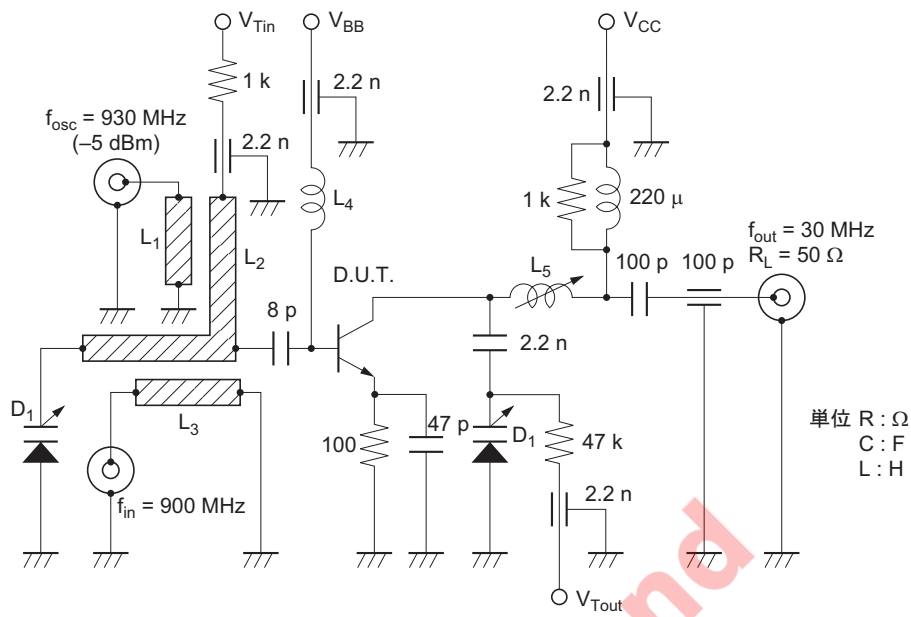 V_Tin
V_BB
V_CC
1 k
2.2 n
2.2 n
f_osc = 930 MHz
(–5 dBm)
2.2 n
L_1
L_2
L_4
1 k
220 μ
f_out = 30 MHz
R_L = 50 Ω
D.U.T.
L_5
100 p
100 p
8 p
2.2 n
D_1
L_3
100
47 p
D_1
47 k
単位 R : Ω
C : F
L : H
f_in = 900 MHz
2.2 n
V_Tout
nd